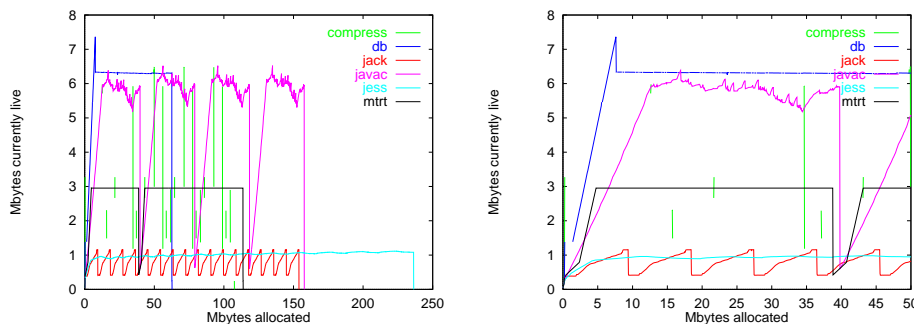 8
7
6
5
4
3
2
1
0
Mbytes currently live
0 50 100 150 200 250
Mbytes allocated
compress
db
jack
javac
jess
mtrt
8
7
6
5
4
3
2
1
0
Mbytes currently live
0 5 10 15 20 25 30 35 40 45 50
Mbytes allocated
compress
db
jack
javac
jess
mtrt